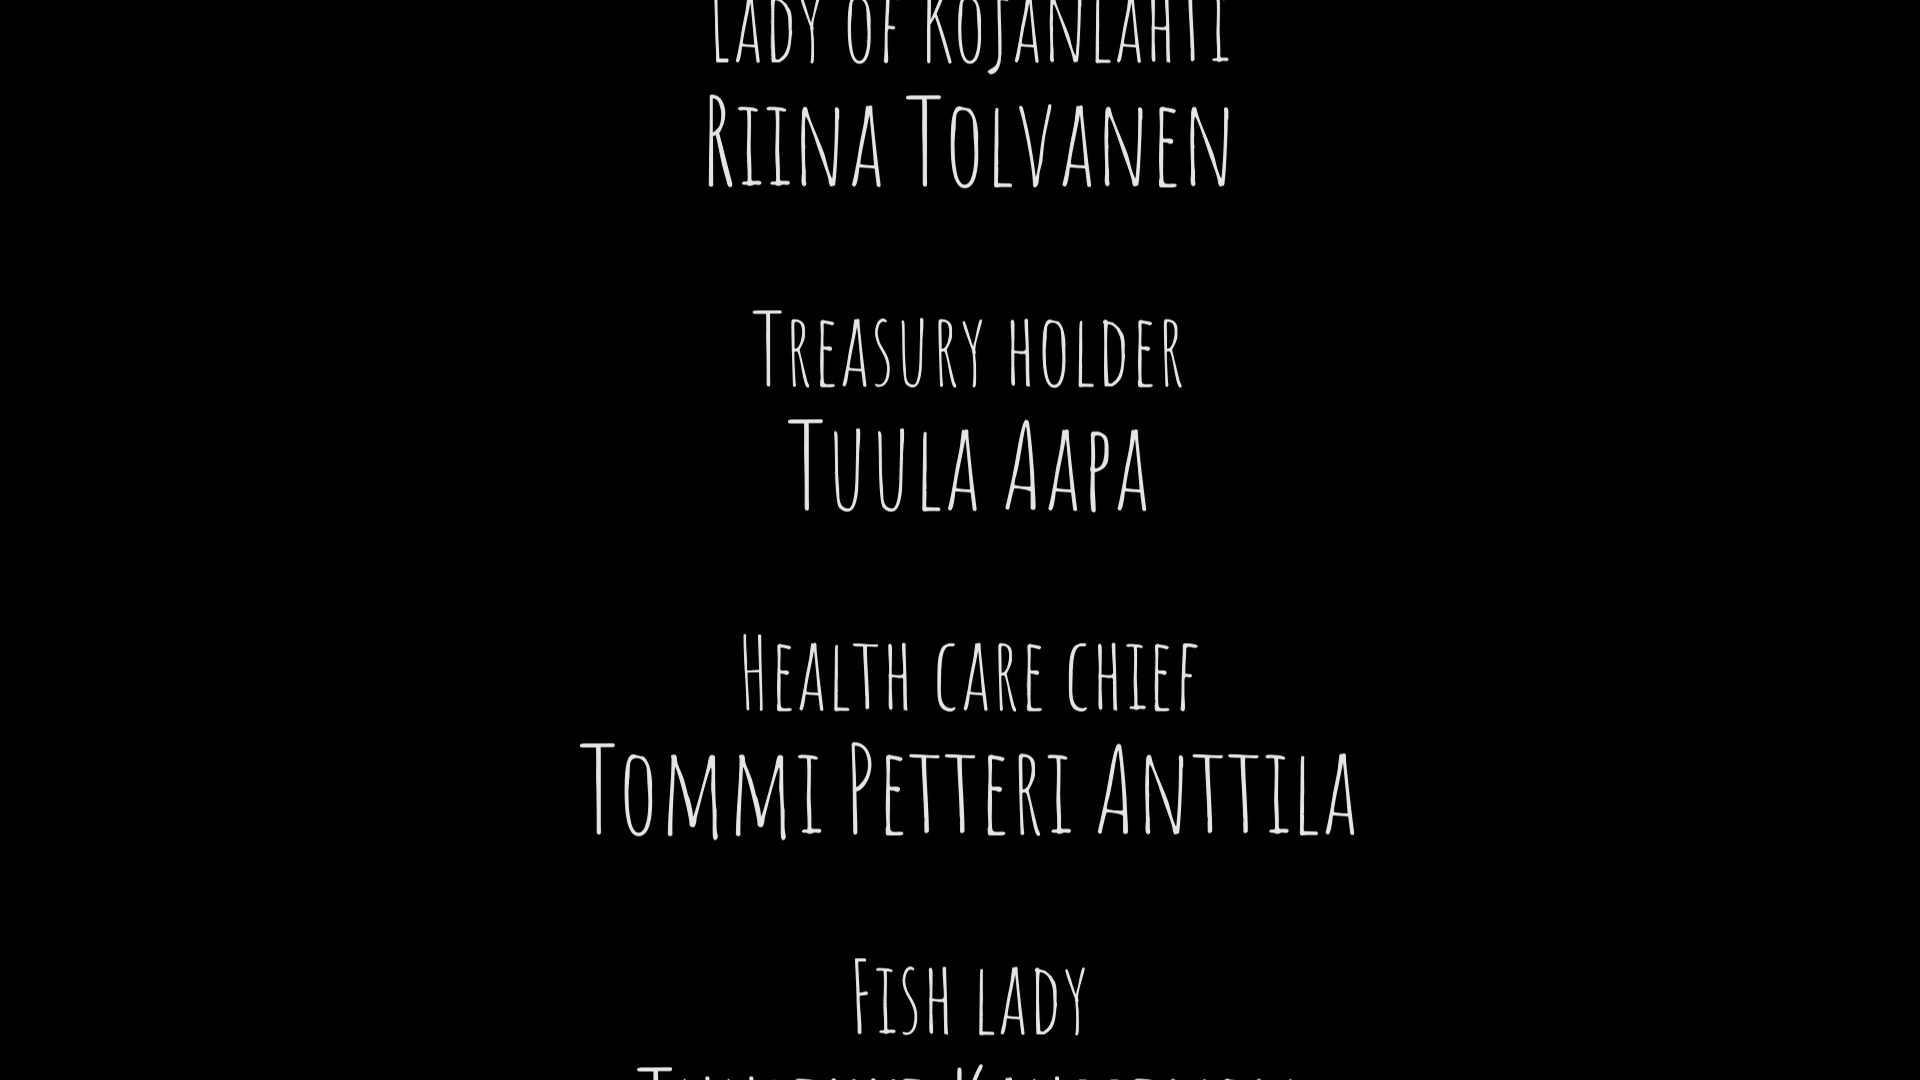 Lady of Kojanlahti
Riina Tolvanen
Treasury holder
Tuula Aapa
Health care chief
Tommi Petteri Anttila
Fish lady